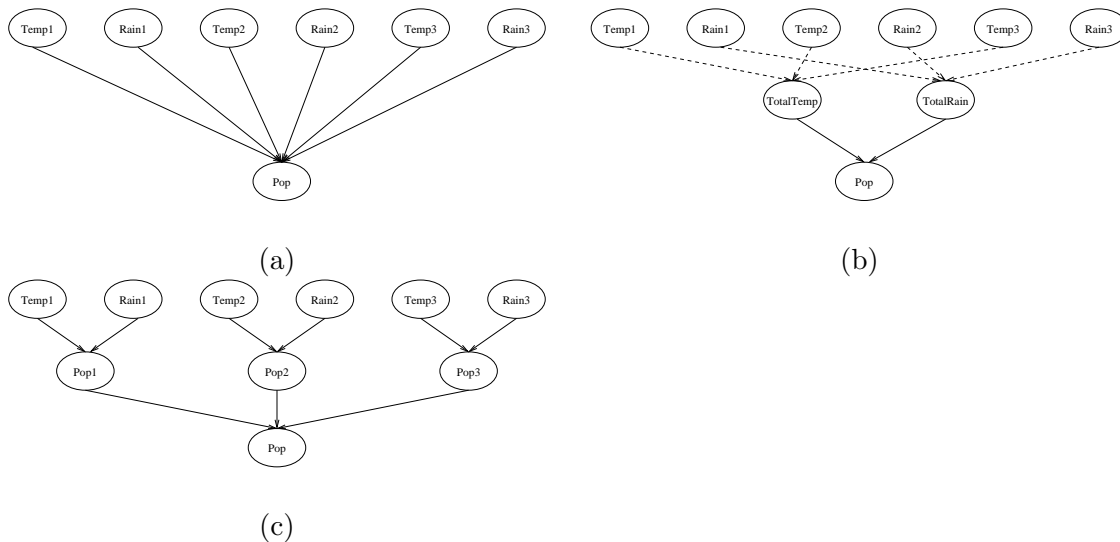 Temp1
Rain1
Temp2
Rain2
Temp3
Rain3
Pop
(a)
Temp1
Rain1
Temp2
Rain2
Temp3
Rain3
TotalTemp
TotalRain
Pop
(b)
Temp1
Rain1
Temp2
Rain2
Temp3
Rain3
Pop1
Pop2
Pop3
Pop
(c)